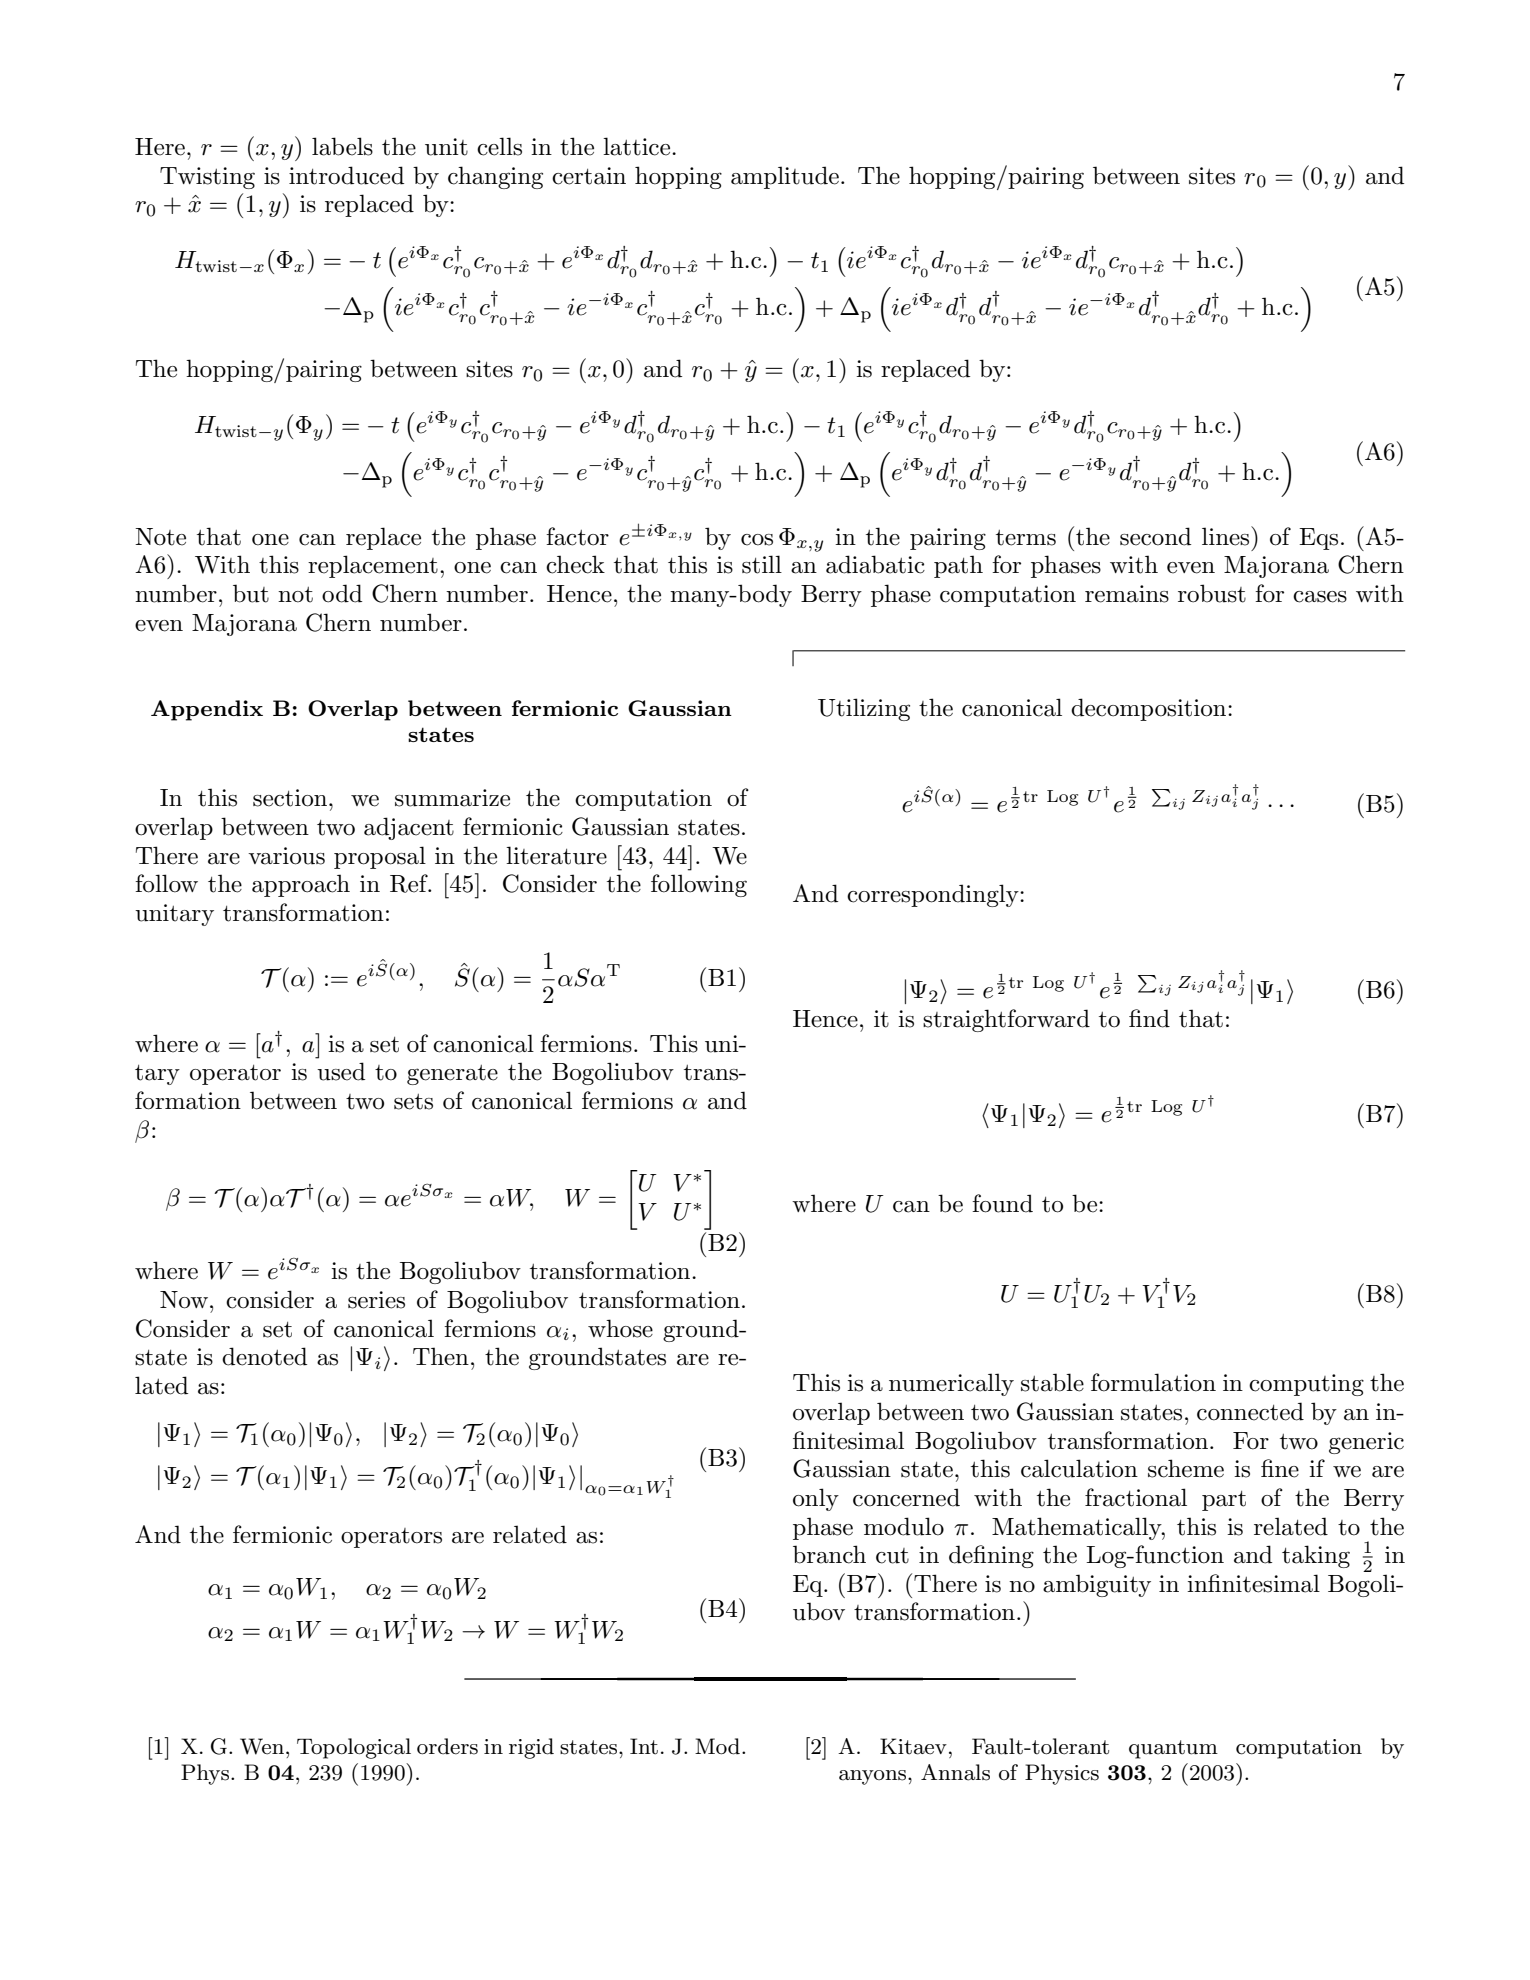 7
Here, r = (x, y) labels the unit cells in the lattice.
Twisting is introduced by changing certain hopping amplitude. The hopping/pairing between sites r₀ = (0, y) and
r₀ + x̂ = (1, y) is replaced by:
H_{twist−x}(Φ_x) = − t (e^{iΦ_x} c†_{r₀} c_{r₀+x̂} + e^{iΦ_x} d†_{r₀} d_{r₀+x̂} + h.c.) − t₁ (ie^{iΦ_x} c†_{r₀} d_{r₀+x̂} − ie^{iΦ_x} d†_{r₀} c_{r₀+x̂} + h.c.)
−Δ_p (ie^{iΦ_x} c†_{r₀} c†_{r₀+x̂} − ie^{−iΦ_x} c†_{r₀+x̂} c†_{r₀} + h.c.) + Δ_p (ie^{iΦ_x} d†_{r₀} d†_{r₀+x̂} − ie^{−iΦ_x} d†_{r₀+x̂} d†_{r₀} + h.c.)
(A5)
The hopping/pairing between sites r₀ = (x, 0) and r₀ + ŷ = (x, 1) is replaced by:
H_{twist−y}(Φ_y) = − t (e^{iΦ_y} c†_{r₀} c_{r₀+ŷ} − e^{iΦ_y} d†_{r₀} d_{r₀+ŷ} + h.c.) − t₁ (e^{iΦ_y} c†_{r₀} d_{r₀+ŷ} − e^{iΦ_y} d†_{r₀} c_{r₀+ŷ} + h.c.)
−Δ_p (e^{iΦ_y} c†_{r₀} c†_{r₀+ŷ} − e^{−iΦ_y} c†_{r₀+ŷ} c†_{r₀} + h.c.) + Δ_p (e^{iΦ_y} d†_{r₀} d†_{r₀+ŷ} − e^{−iΦ_y} d†_{r₀+ŷ} d†_{r₀} + h.c.)
(A6)
Note that one can replace the phase factor e^{±iΦ_{x,y}} by cos Φ_{x,y} in the pairing terms (the second lines) of Eqs. (A5-
A6). With this replacement, one can check that this is still an adiabatic path for phases with even Majorana Chern
number, but not odd Chern number. Hence, the many-body Berry phase computation remains robust for cases with
even Majorana Chern number.
Appendix B: Overlap between fermionic Gaussian
states
In this section, we summarize the computation of
overlap between two adjacent fermionic Gaussian states.
There are various proposal in the literature [43, 44]. We
follow the approach in Ref. [45]. Consider the following
unitary transformation:
𝒯(α) := e^{iŜ(α)}, Ŝ(α) = ½αSα^T (B1)
where α = [a†, a] is a set of canonical fermions. This uni-
tary operator is used to generate the Bogoliubov trans-
formation between two sets of canonical fermions α and
β:
β = 𝒯(α)α𝒯†(α) = αe^{iSσ_x} = αW, W = [U V*; V U*]
(B2)
where W = e^{iSσ_x} is the Bogoliubov transformation.
Now, consider a series of Bogoliubov transformation.
Consider a set of canonical fermions α_i, whose ground-
state is denoted as |Ψ_i⟩. Then, the groundstates are re-
lated as:
|Ψ₁⟩ = 𝒯₁(α₀)|Ψ₀⟩, |Ψ₂⟩ = 𝒯₂(α₀)|Ψ₀⟩
|Ψ₂⟩ = 𝒯(α₁)|Ψ₁⟩ = 𝒯₂(α₀)𝒯₁†(α₀)|Ψ₁⟩|_{α₀=α₁W₁†}
(B3)
And the fermionic operators are related as:
α₁ = α₀W₁, α₂ = α₀W₂
α₂ = α₁W = α₁W₁†W₂ → W = W₁†W₂
(B4)
Utilizing the canonical decomposition:
e^{iŜ(α)} = e^{½tr Log U†} e^{½ ∑_{ij} Z_{ij} a†_i a†_j} ⋯ (B5)
And correspondingly:
|Ψ₂⟩ = e^{½tr Log U†} e^{½ ∑_{ij} Z_{ij} a†_i a†_j}|Ψ₁⟩ (B6)
Hence, it is straightforward to find that:
⟨Ψ₁|Ψ₂⟩ = e^{½tr Log U†} (B7)
where U can be found to be:
U = U₁†U₂ + V₁†V₂ (B8)
This is a numerically stable formulation in computing the
overlap between two Gaussian states, connected by an in-
finitesimal Bogoliubov transformation. For two generic
Gaussian state, this calculation scheme is fine if we are
only concerned with the fractional part of the Berry
phase modulo π. Mathematically, this is related to the
branch cut in defining the Log-function and taking ½ in
Eq. (B7). (There is no ambiguity in infinitesimal Bogoli-
ubov transformation.)
[1] X. G. Wen, Topological orders in rigid states, Int. J. Mod.
Phys. B 04, 239 (1990).
[2] A. Kitaev, Fault-tolerant quantum computation by
anyons, Annals of Physics 303, 2 (2003).